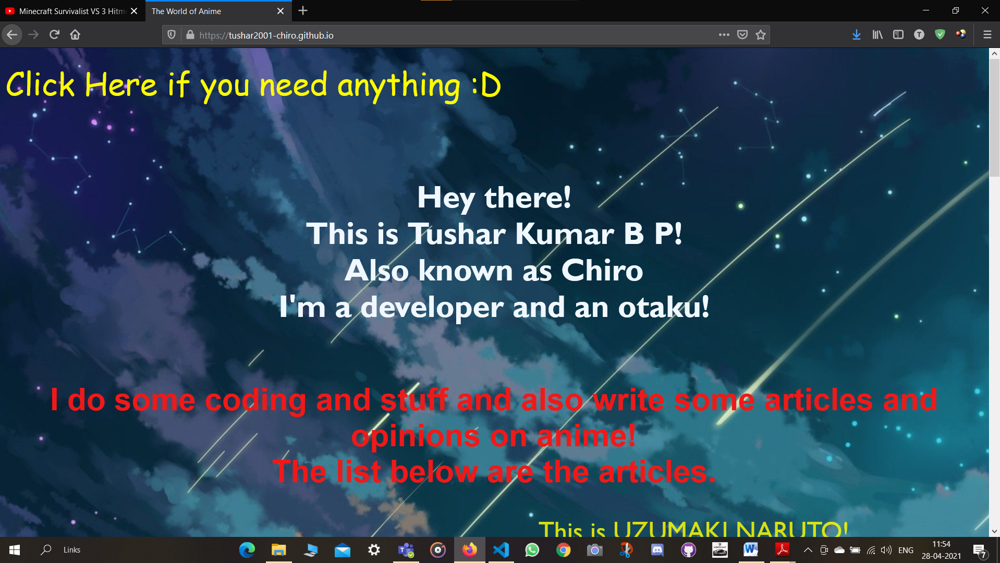 Minecraft Survivalist VS 3 Hitm
The World of Anime
https://tushar2001-chiro.github.io
T
Click Here if you need anything :D
Hey there!
This is Tushar Kumar B P!
Also known as Chiro
I'm a developer and an otaku!
I do some coding and stuff and also write some articles and
opinions on anime!
The list below are the articles.
This is UZUMAKI NARUTO!
Links
ENG
11:54
28-04-2021
7